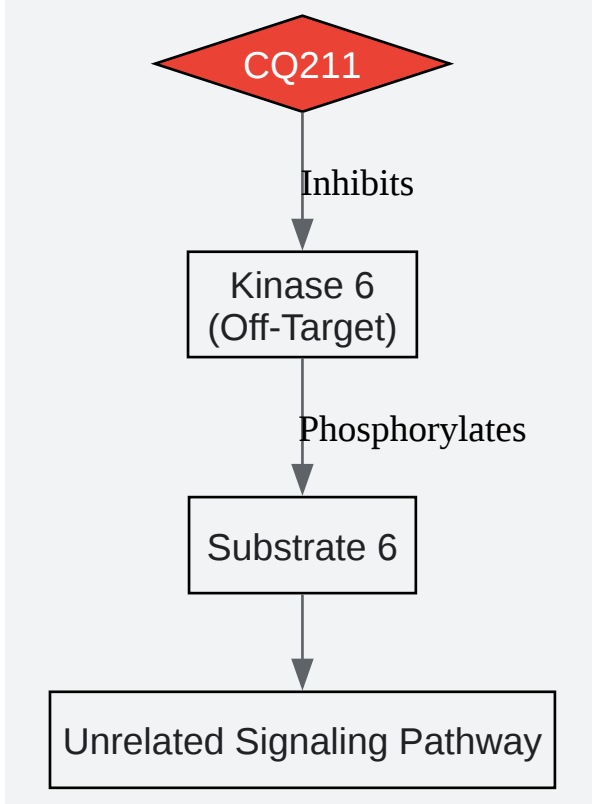 CQ211
Inhibits
Kinase 6
(Off-Target)
Phosphorylates
Substrate 6
Unrelated Signaling Pathway